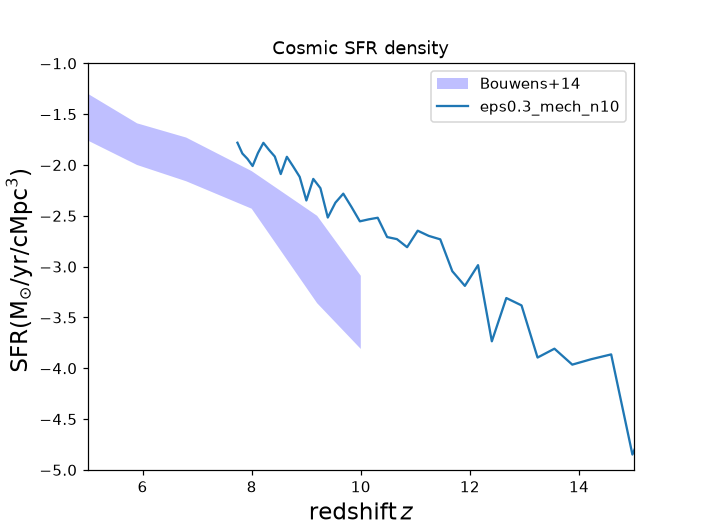 Cosmic SFR density
Bouwens+14
eps0.3_mech_n10
SFR(M⊙/yr/cMpc³)
−1.0
−1.5
−2.0
−2.5
−3.0
−3.5
−4.0
−4.5
−5.0
6 8 10 12 14
redshift z